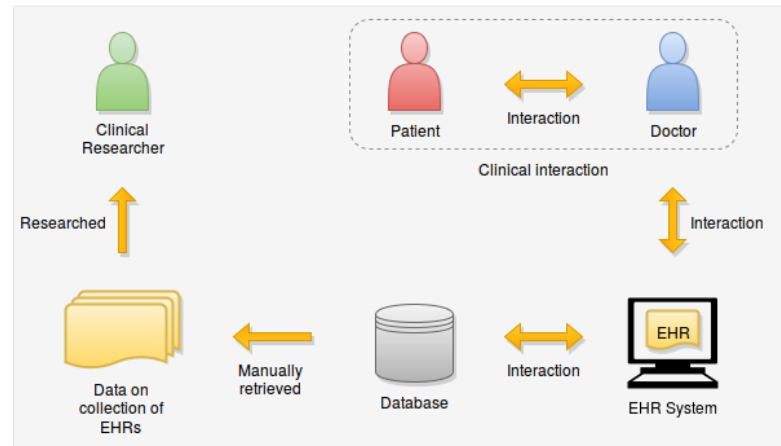 Clinical
Researcher
Patient
Interaction
Doctor
Clinical interaction
Researched
Interaction
EHR
Data on
collection of
EHRs
Manually
retrieved
Database
Interaction
EHR System